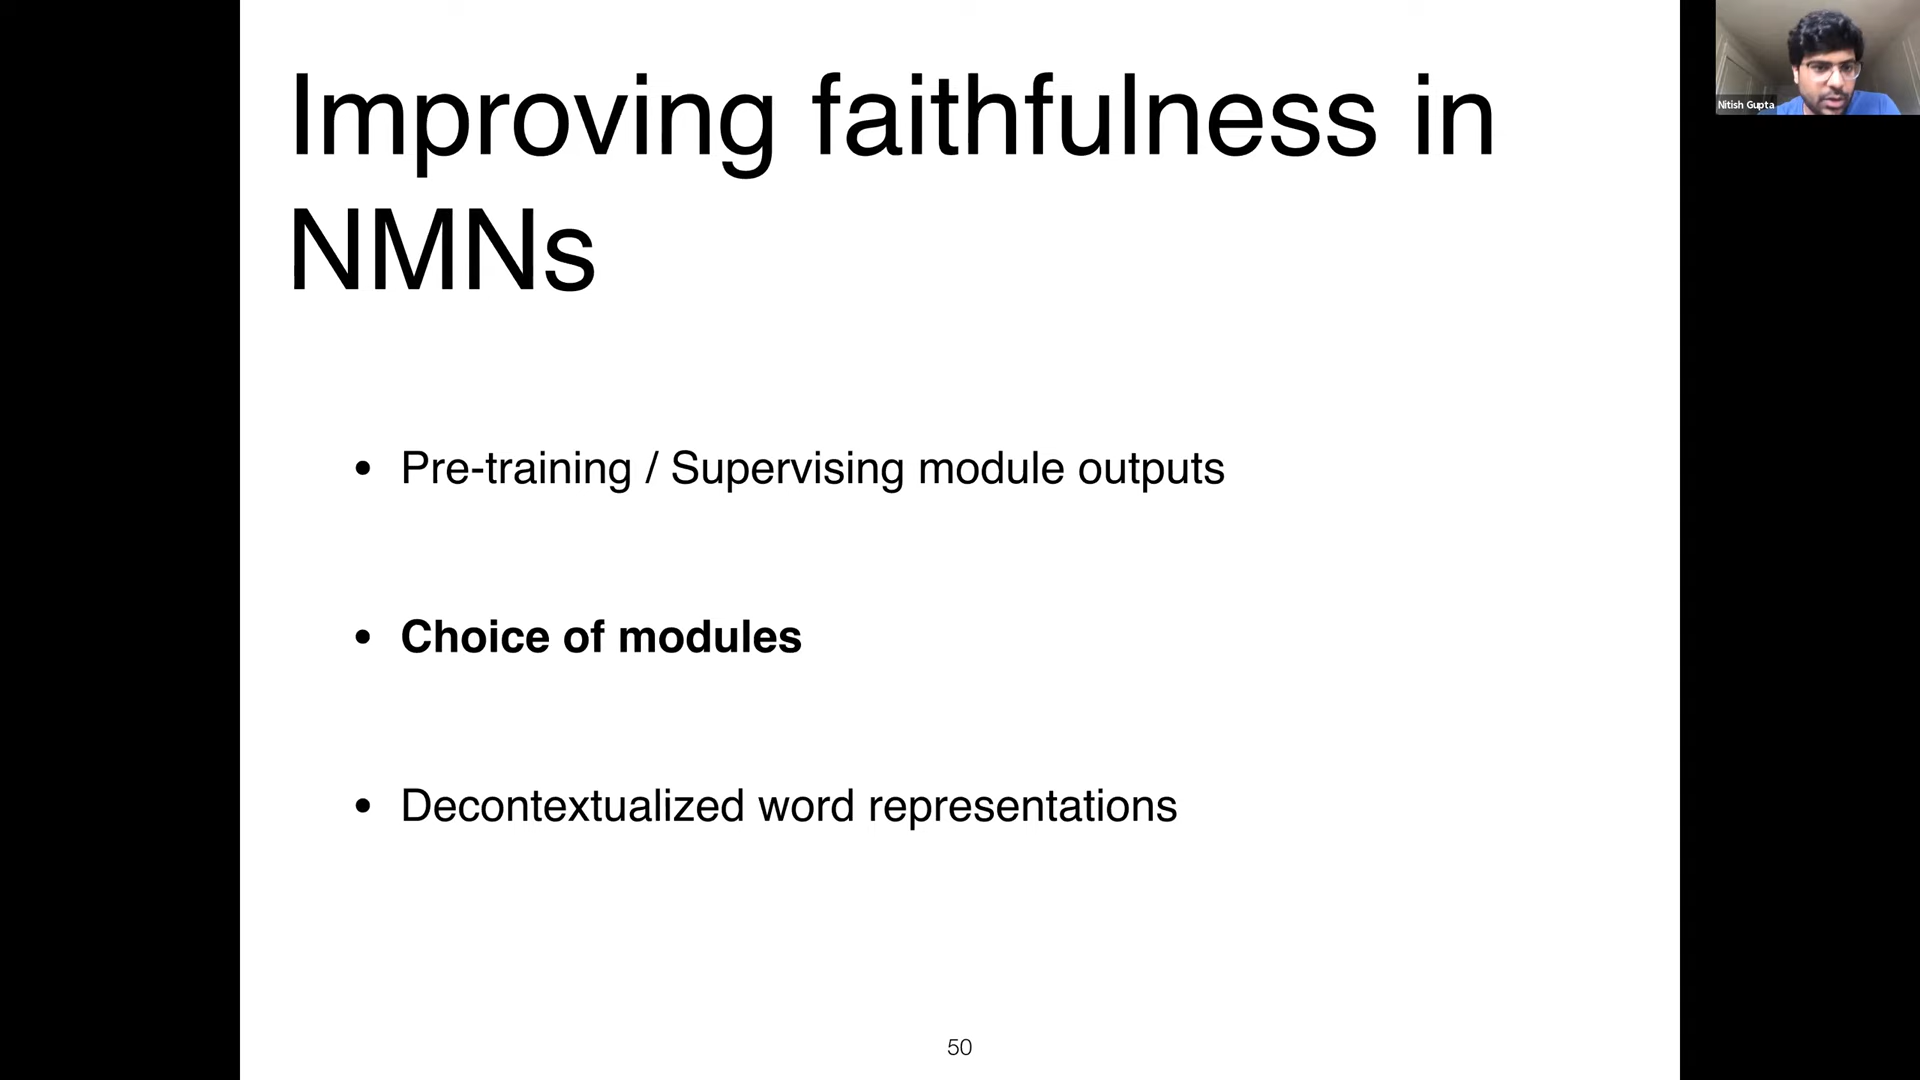 Improving faithfulness in
NMNs
• Pre-training / Supervising module outputs
• Choice of modules
• Decontextualized word representations
50
Nitish Gupta